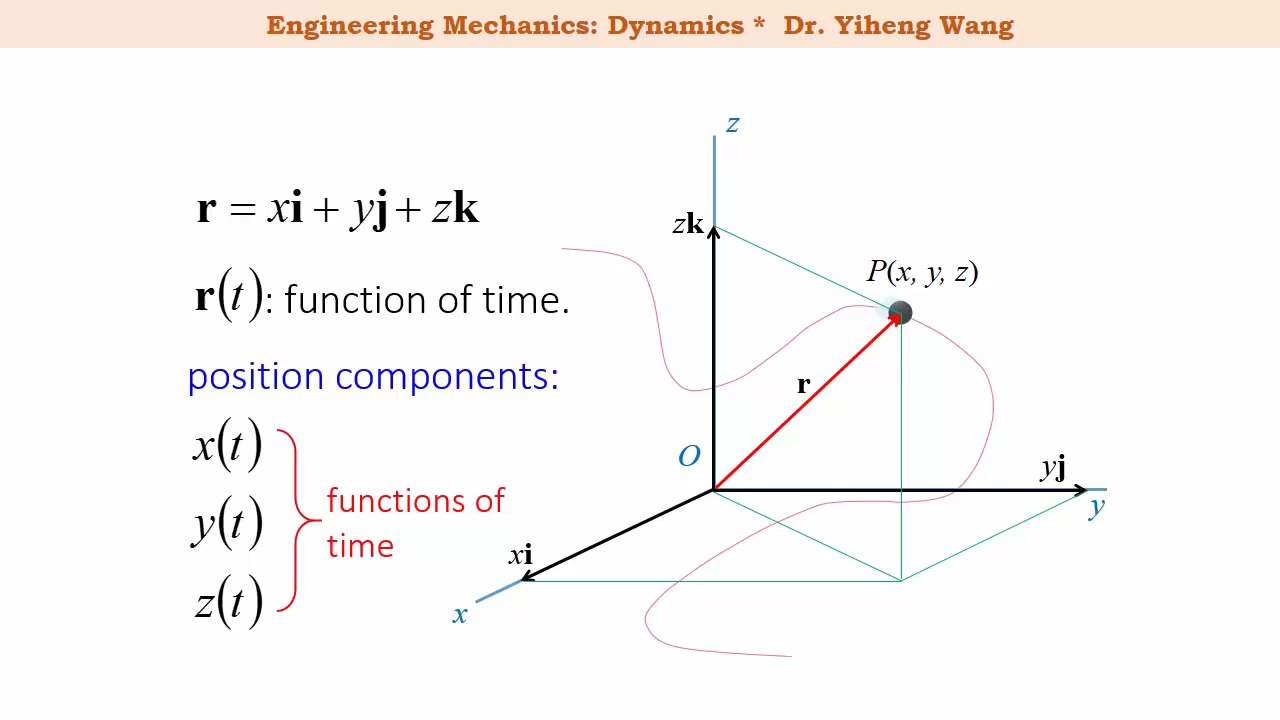 Engineering Mechanics: Dynamics * Dr. Yiheng Wang
r = xi + yj + zk
r(t): function of time.
position components:
x(t)
y(t)
z(t)
functions of
time
z
zk
P(x, y, z)
r
O
yj
y
xi
x